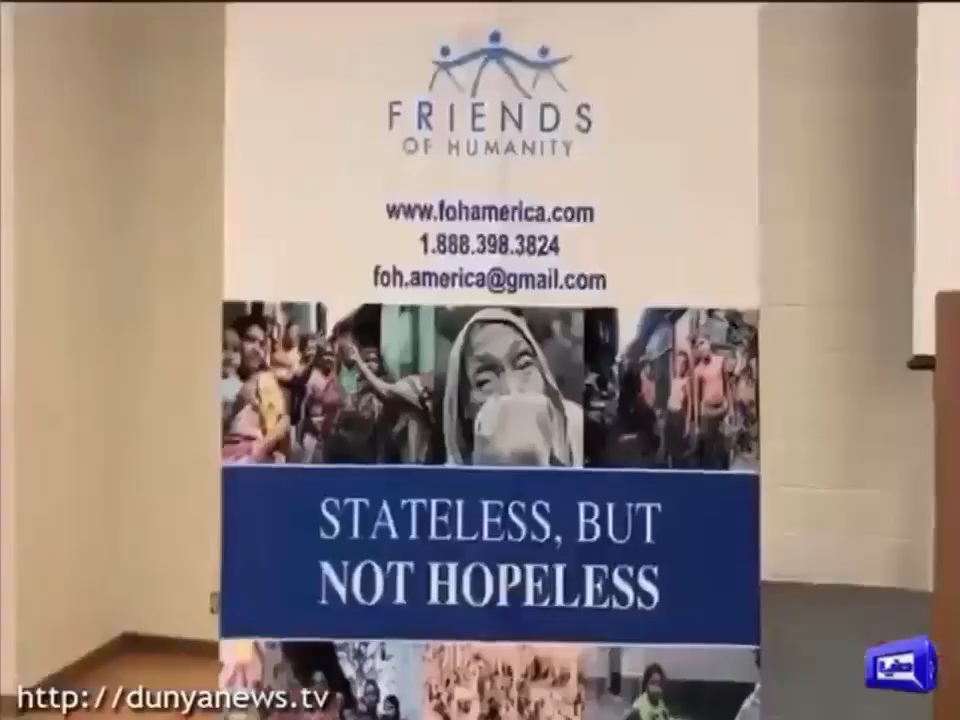 FRIENDS
OF HUMANITY
www.fohamerica.com
1.888.398.3824
foh.america@gmail.com
STATELESS, BUT
NOT HOPELESS
http://dunyanews.tv
دنیا